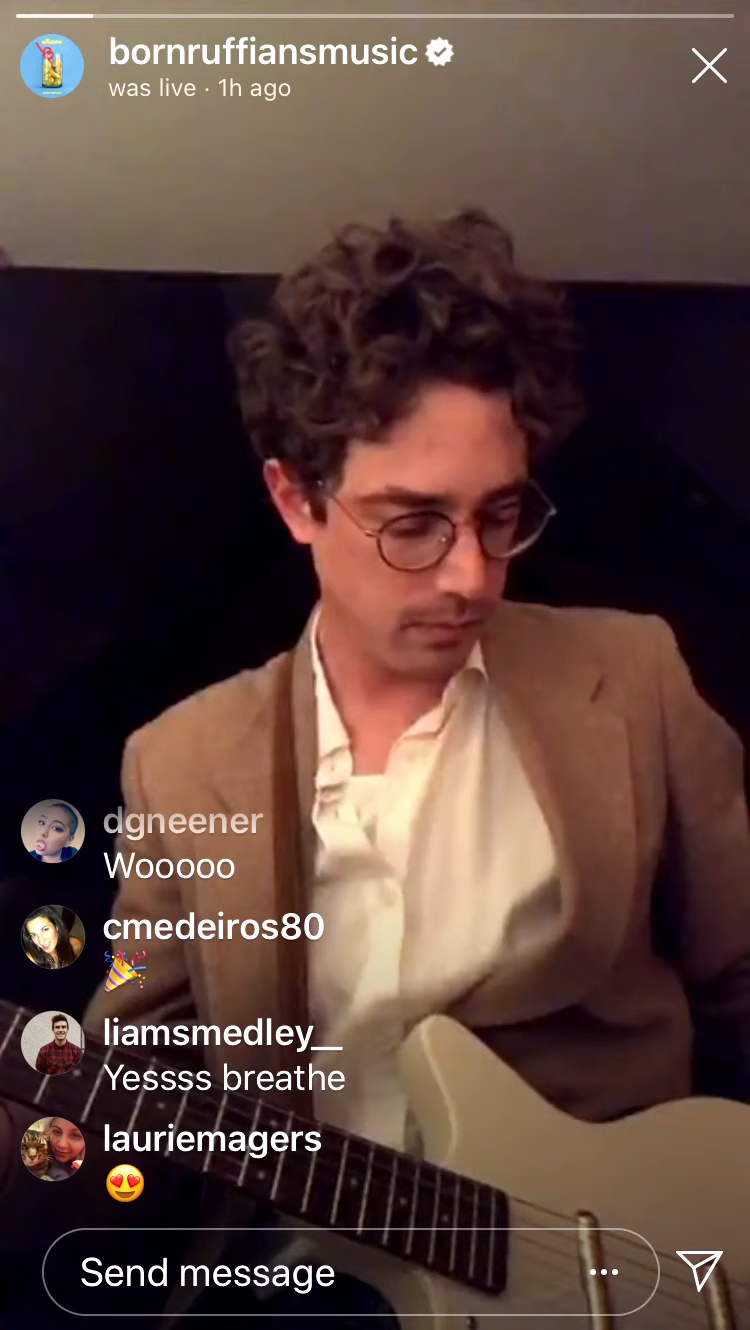 bornruffiansmusic
was live · 1h ago
dgneener
Wooooo
cmedeiros80
🎉
liamsmedley__
Yessss breathe
lauriemagers
😍
Send message